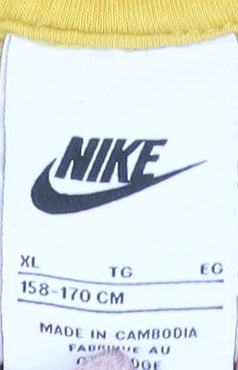 NIKE
XL TG EG
158-170 CM
MADE IN CAMBODIA
FABRIQUE AU